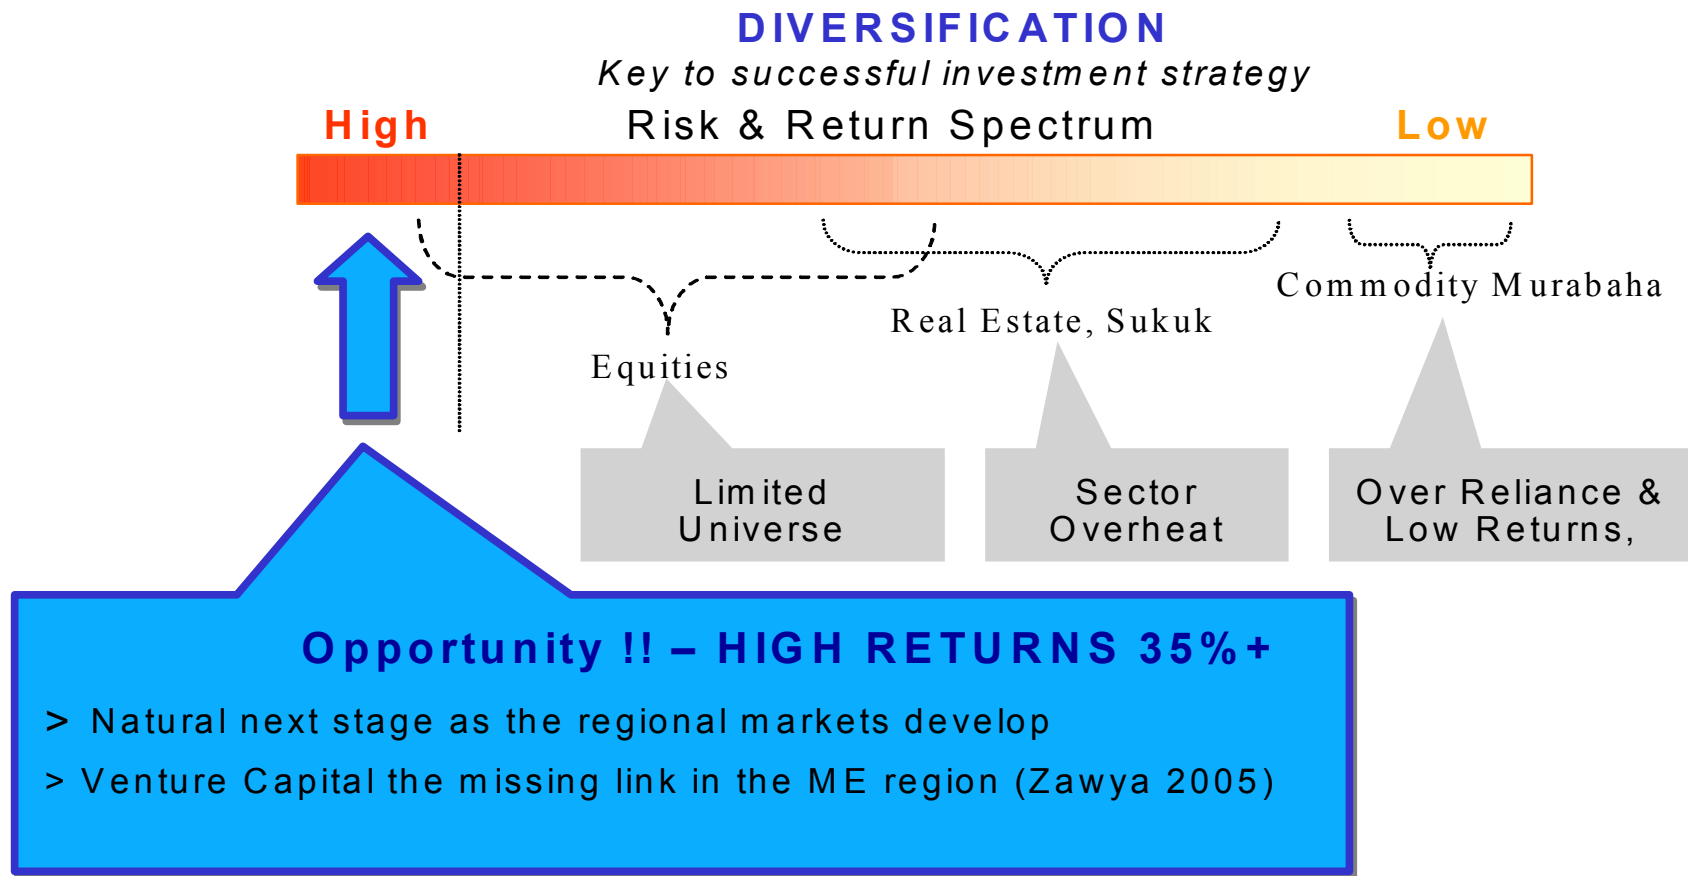 DIVERSIFICATION
Key to successful investment strategy
High Risk & Return Spectrum Low
Commodity Murabaha
Real Estate, Sukuk
Equities
Limited
Universe
Sector
Overheat
Over Reliance &
Low Returns,
Opportunity !! – HIGH RETURNS 35%+
> Natural next stage as the regional markets develop
> Venture Capital the missing link in the ME region (Zawya 2005)